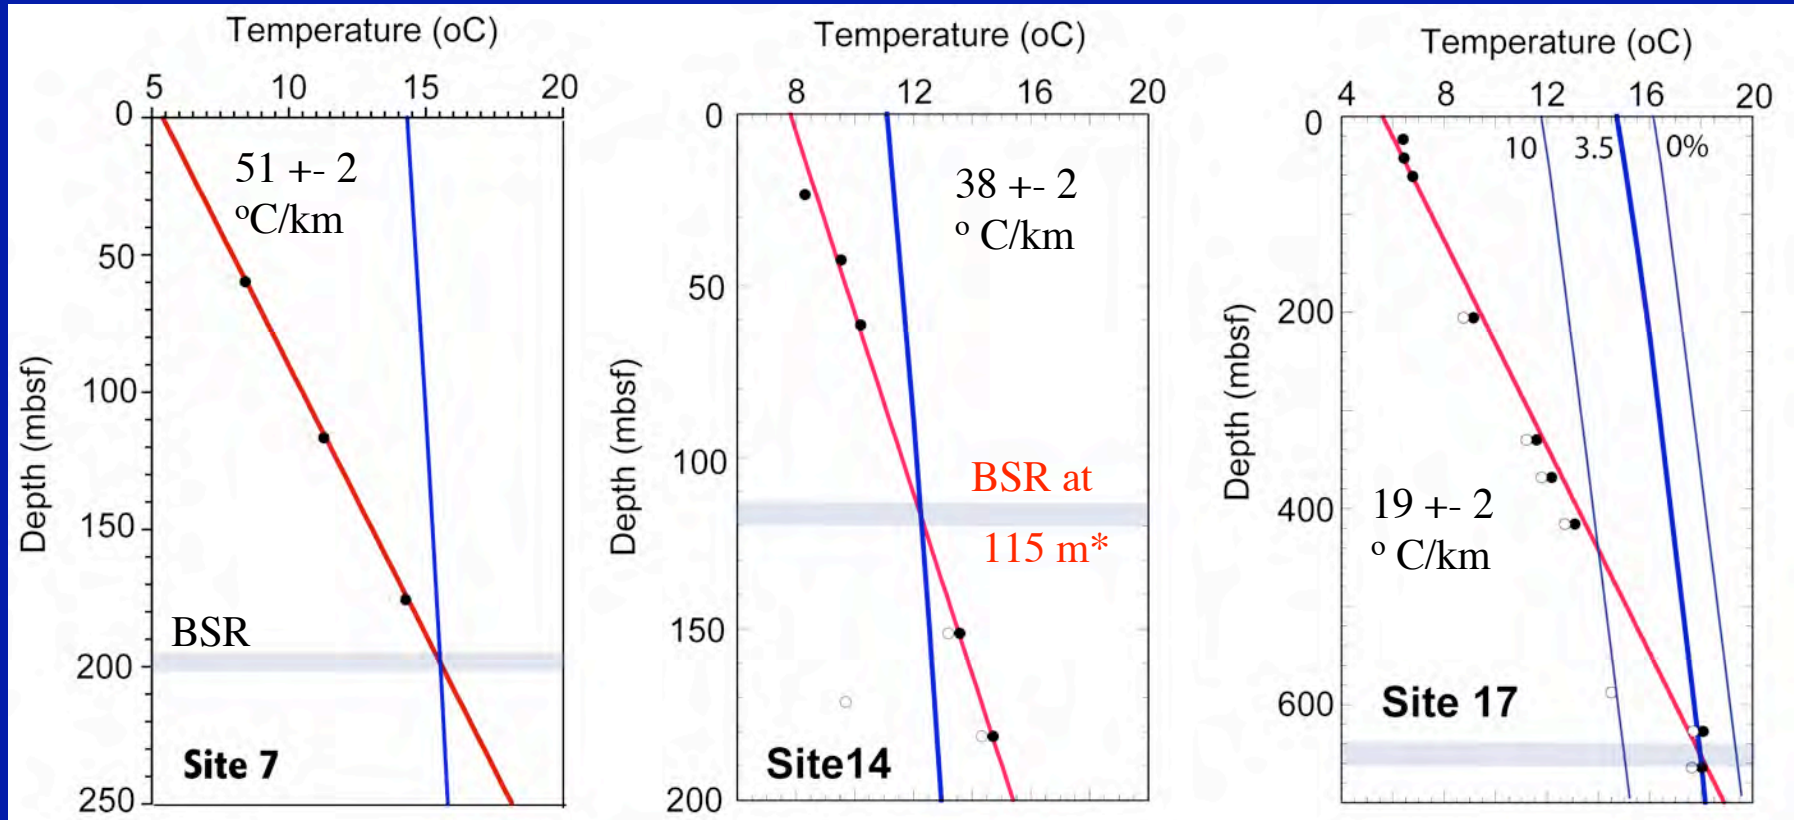 Temperature (oC)
5 10 15 20
0
50
100
150
200
250
Depth (mbsf)
51 +- 2
ºC/km
BSR
Site 7
Temperature (oC)
8 12 16 20
0
50
100
150
200
Depth (mbsf)
38 +- 2
º C/km
BSR at
115 m*
Site14
Temperature (oC)
4 8 12 16 20
0
200
400
600
Depth (mbsf)
10 3.5 0%
19 +- 2
º C/km
Site 17